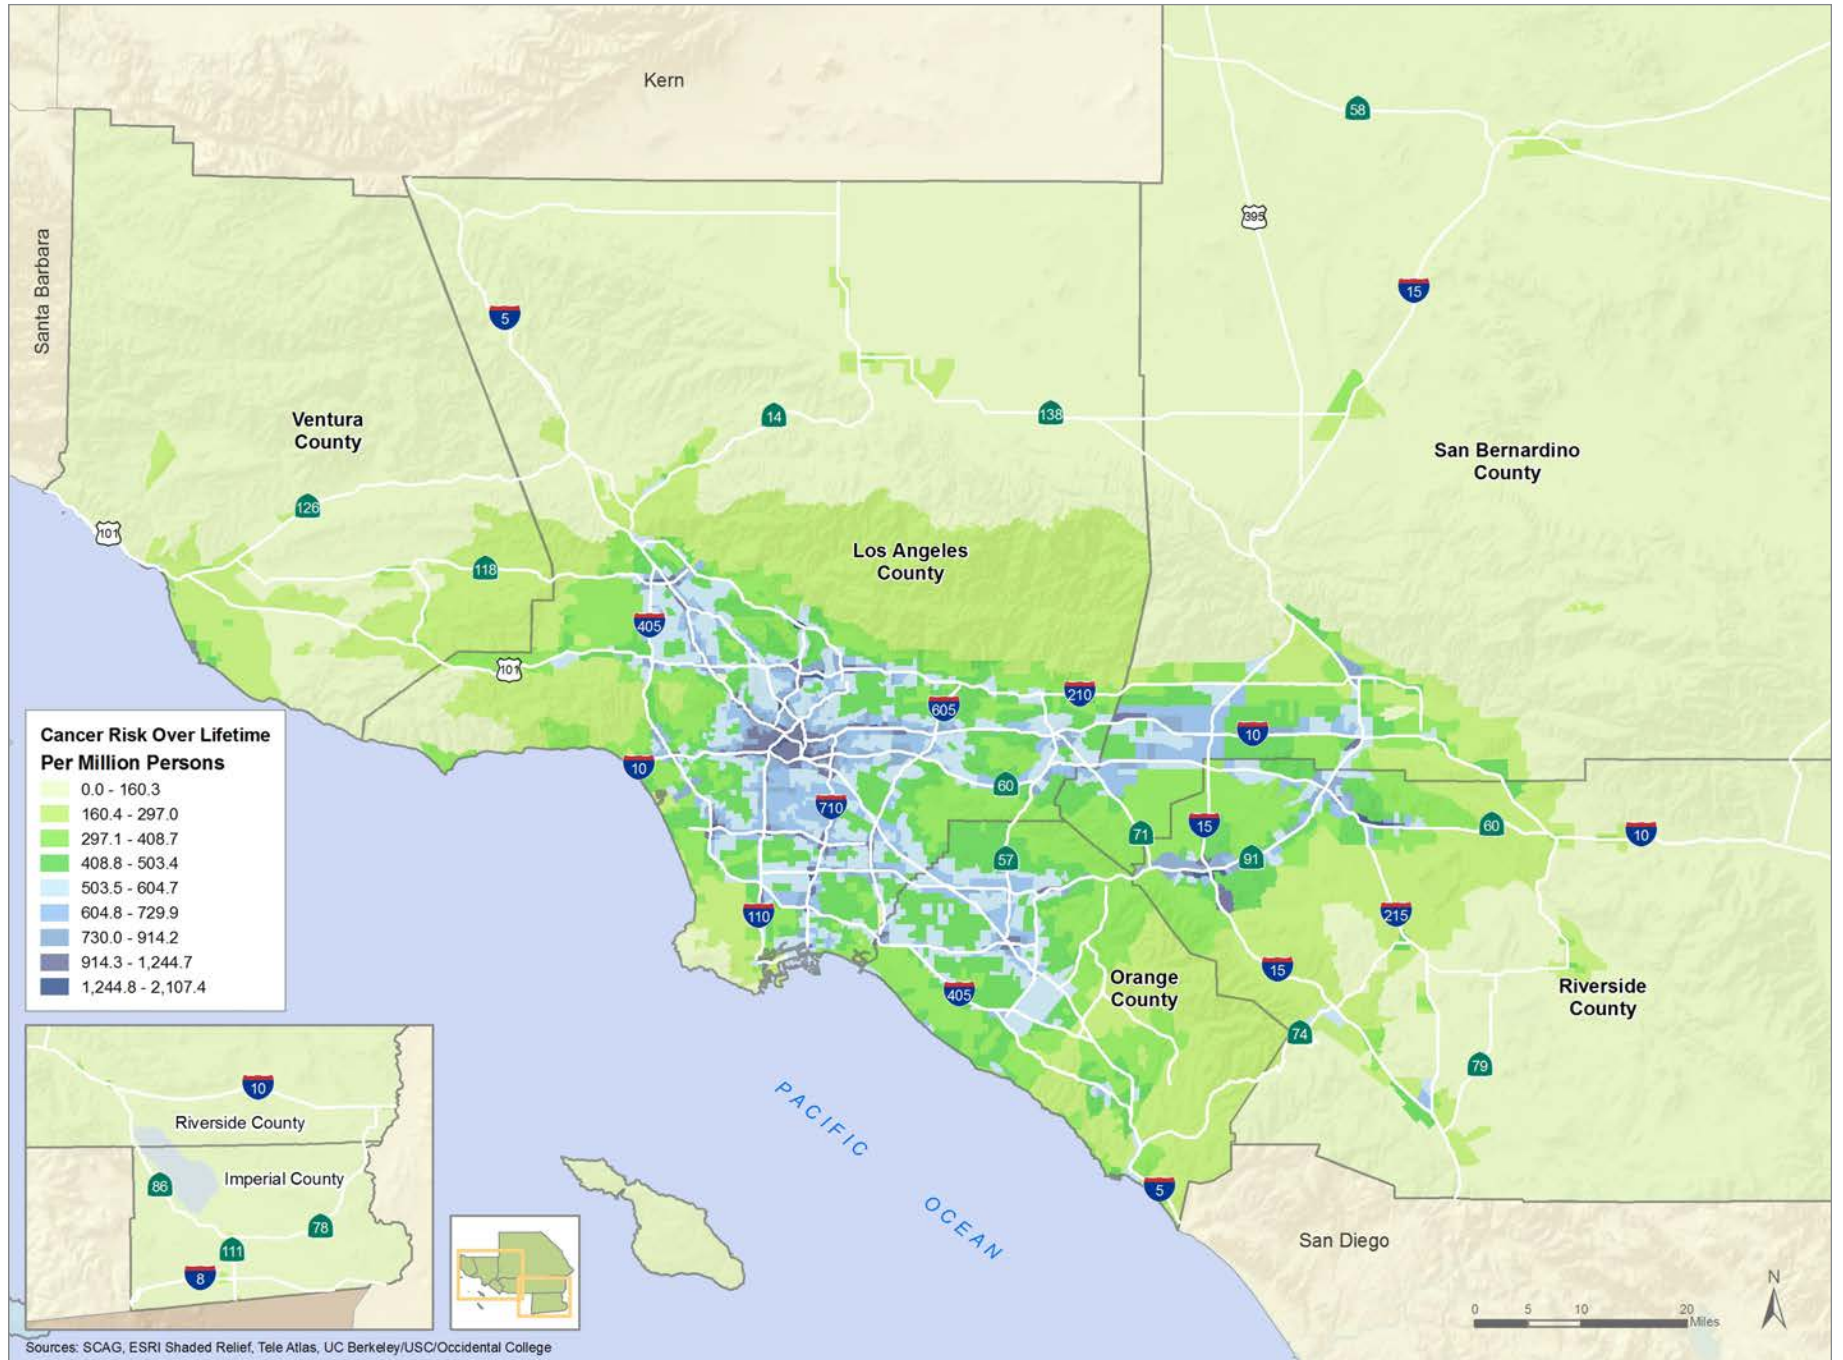 Kern
58
395
Santa Barbara
15
5
Ventura
County
14
138
San Bernardino
County
126
101
Los Angeles
County
118
405
101
210
605
10
Cancer Risk Over Lifetime
Per Million Persons
0.0 - 160.3
160.4 - 297.0
297.1 - 408.7
408.8 - 503.4
503.5 - 604.7
604.8 - 729.9
730.0 - 914.2
914.3 - 1,244.7
1,244.8 - 2,107.4
10
60
710
71
15
60
10
57
91
110
215
15
Orange
County
405
Riverside
County
74
79
10
Riverside County
Imperial County
86
78
111
8
PACIFIC
OCEAN
5
San Diego
N
0 5 10 20
Miles
Sources: SCAG, ESRI Shaded Relief, Tele Atlas, UC Berkeley/USC/Occidental College